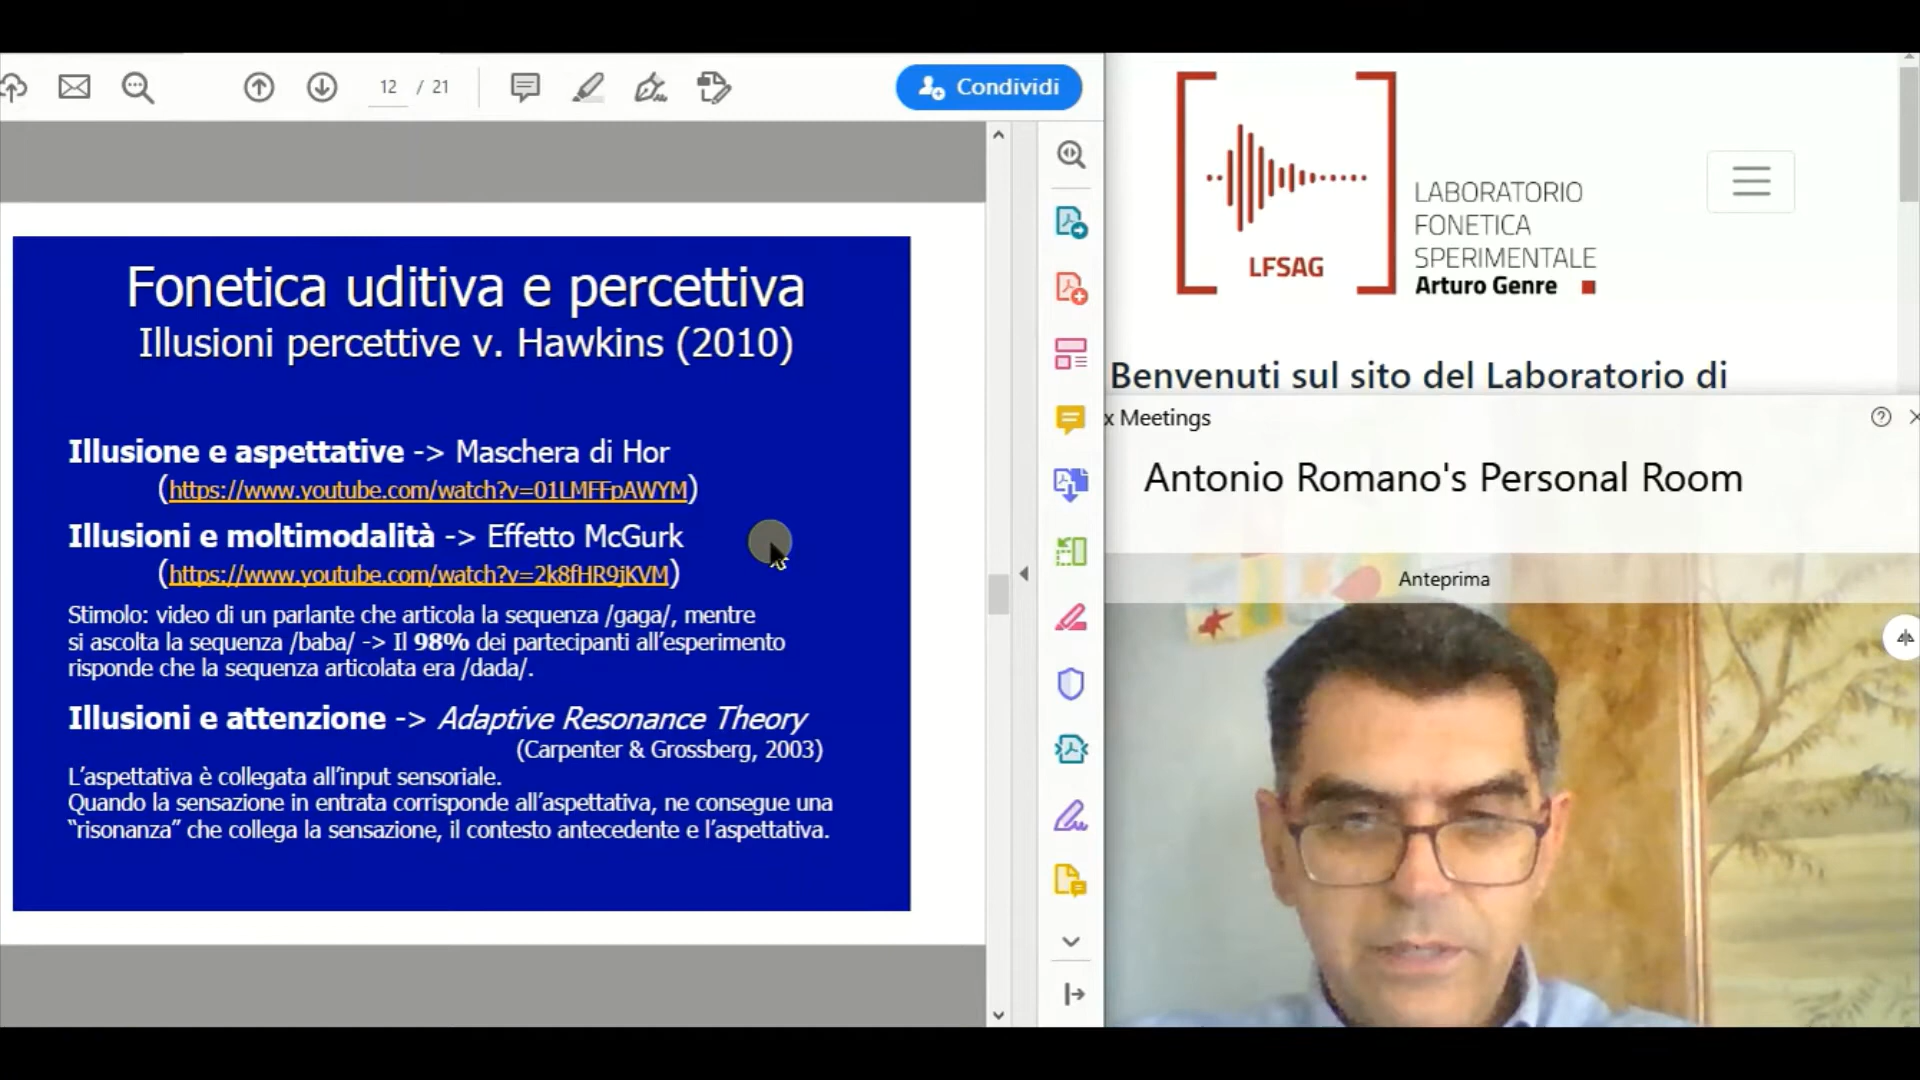 12 / 21
Condividi
Fonetica uditiva e percettiva
Illusioni percettive v. Hawkins (2010)
Illusione e aspettative -> Maschera di Hor
(https://www.youtube.com/watch?v=01LMFFpAWYM)
Illusioni e moltimodalità -> Effetto McGurk
(https://www.youtube.com/watch?v=2k8fHR9jKVM)
Stimolo: video di un parlante che articola la sequenza /gaga/, mentre
si ascolta la sequenza /baba/ -> Il 98% dei partecipanti all’esperimento
risponde che la sequenza articolata era /dada/.
Illusioni e attenzione -> Adaptive Resonance Theory
(Carpenter & Grossberg, 2003)
L’aspettativa è collegata all’input sensoriale.
Quando la sensazione in entrata corrisponde all’aspettativa, ne consegue una
“risonanza” che collega la sensazione, il contesto antecedente e l’aspettativa.
LFSAG
LABORATORIO
FONETICA
SPERIMENTALE
Arturo Genre
Benvenuti sul sito del Laboratorio di
x Meetings
Antonio Romano's Personal Room
Anteprima